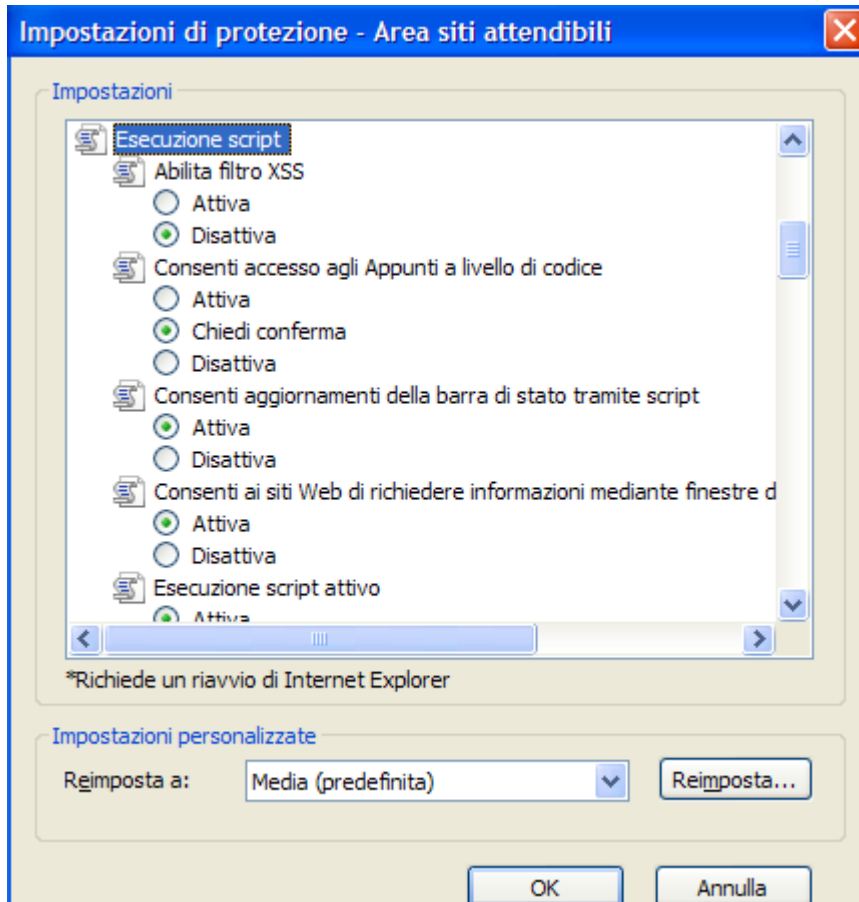 Impostazioni di protezione - Area siti attendibili
Impostazioni
Esecuzione script
Abilita filtro XSS
Attiva
Disattiva
Consenti accesso agli Appunti a livello di codice
Attiva
Chiedi conferma
Disattiva
Consenti aggiornamenti della barra di stato tramite script
Attiva
Disattiva
Consenti ai siti Web di richiedere informazioni mediante finestre d
Attiva
Disattiva
Esecuzione script attivo
Attiva
*Richiede un riavvio di Internet Explorer
Impostazioni personalizzate
Reimposta a: Media (predefinita) Reimposta...
OK Annulla